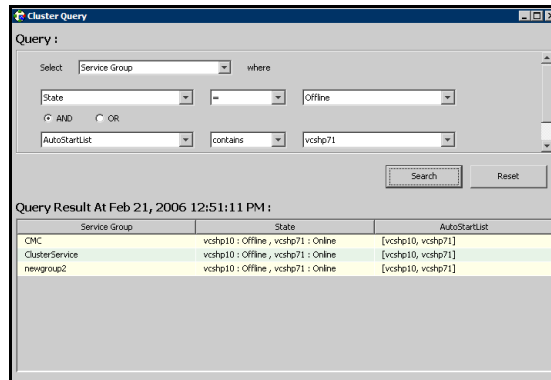 Cluster Query
Query :
Select Service Group where
State = Offline
AND OR
AutoStartList contains vcshp71
Search Reset
Query Result At Feb 21, 2006 12:51:11 PM :
Service Group State AutoStartList
CMC vcshp10 : Offline , vcshp71 : Online [vcshp10, vcshp71]
ClusterService vcshp10 : Offline , vcshp71 : Online [vcshp10, vcshp71]
newgroup2 vcshp10 : Offline , vcshp71 : Online [vcshp10, vcshp71]